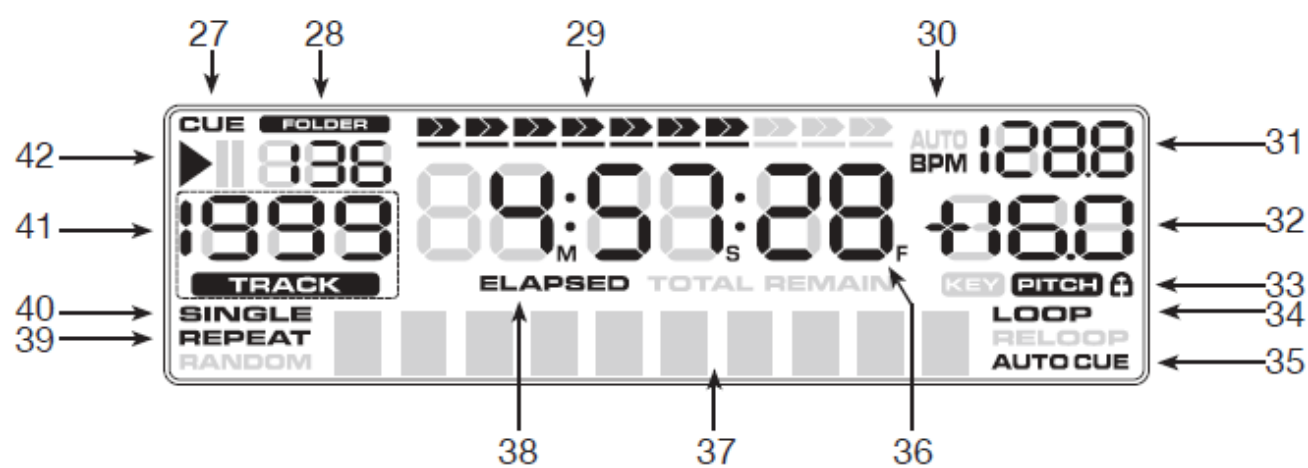 27 28 29 30
CUE FOLDER AUTO
42 136 BPM 128.8 31
41 1999 4:57:28 +16.0 32
M S F
TRACK ELAPSED TOTAL REMAIN KEY PITCH 33
40 SINGLE LOOP 34
39 REPEAT RELOOP
RANDOM AUTO CUE 35
38 37 36